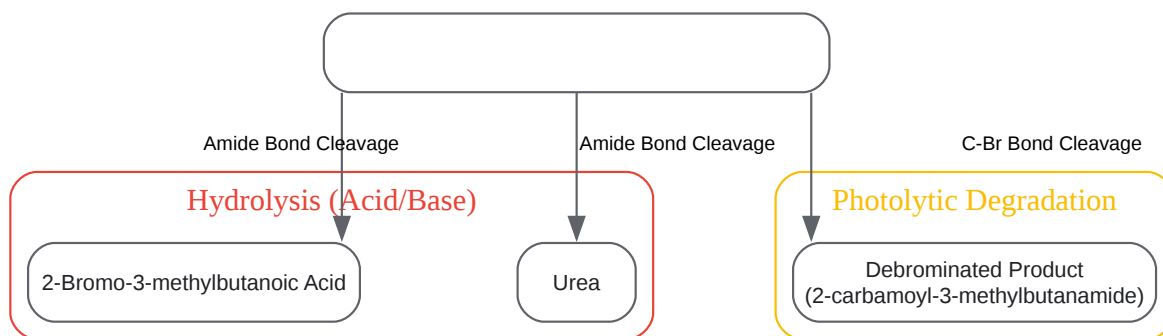 Amide Bond Cleavage
Amide Bond Cleavage
C-Br Bond Cleavage
Hydrolysis (Acid/Base)
Photolytic Degradation
2-Bromo-3-methylbutanoic Acid
Urea
Debrominated Product
(2-carbamoyl-3-methylbutanamide)